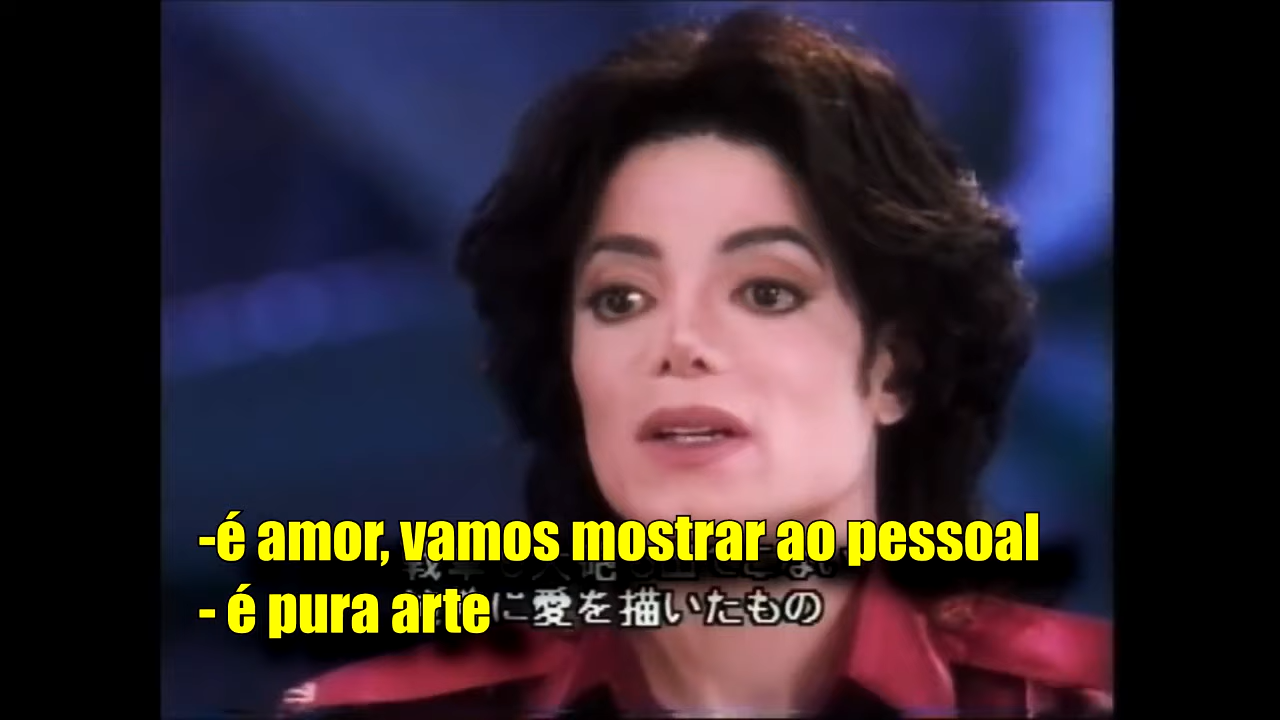 -é amor, vamos mostrar ao pessoal
- é pura arte
に愛を描いたもの